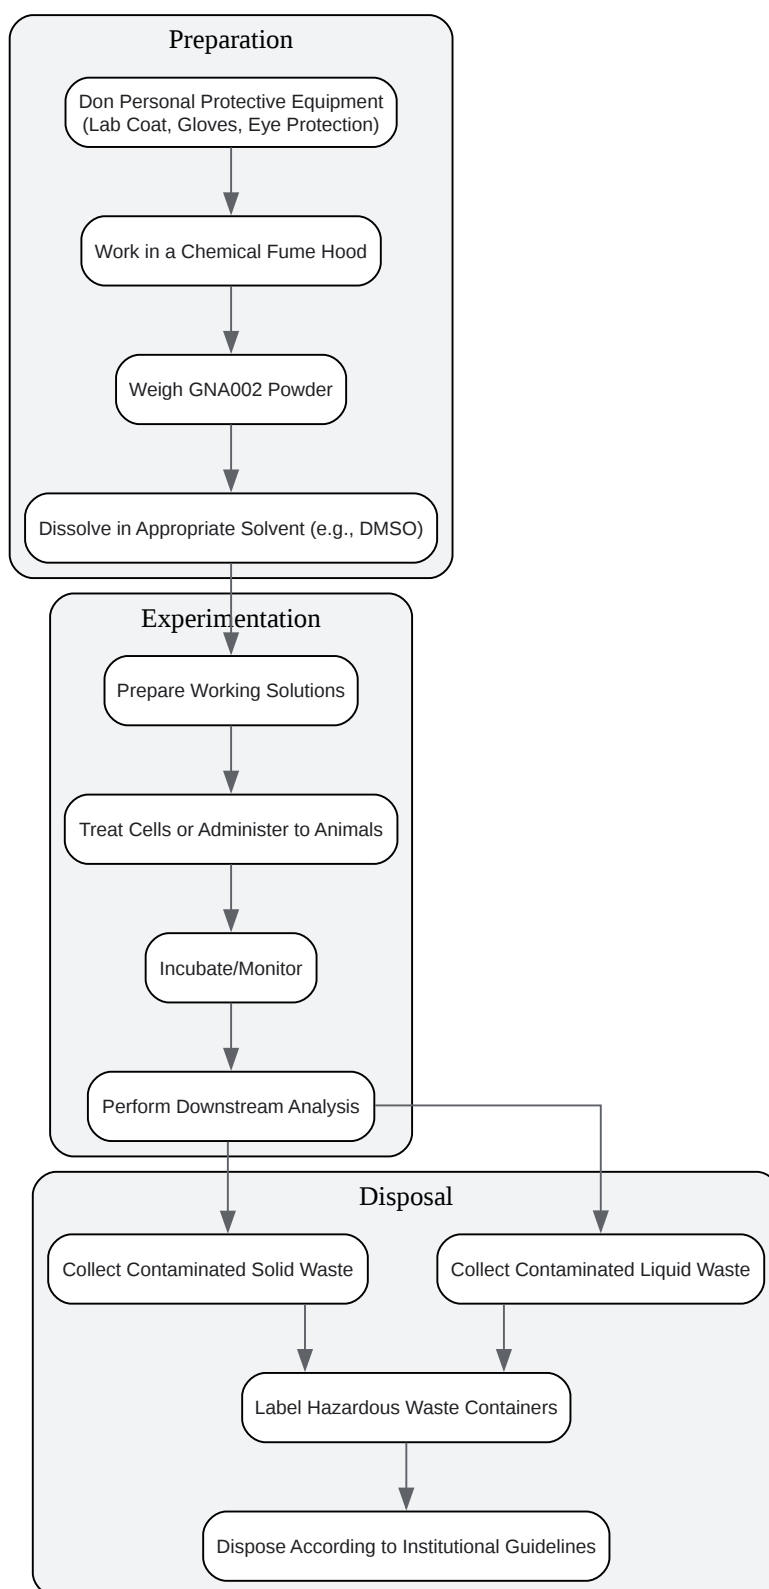 Preparation
Don Personal Protective Equipment
(Lab Coat, Gloves, Eye Protection)
Work in a Chemical Fume Hood
Weigh GNA002 Powder
Dissolve in Appropriate Solvent (e.g., DMSO)
Experimentation
Prepare Working Solutions
Treat Cells or Administer to Animals
Incubate/Monitor
Perform Downstream Analysis
Disposal
Collect Contaminated Solid Waste
Collect Contaminated Liquid Waste
Label Hazardous Waste Containers
Dispose According to Institutional Guidelines